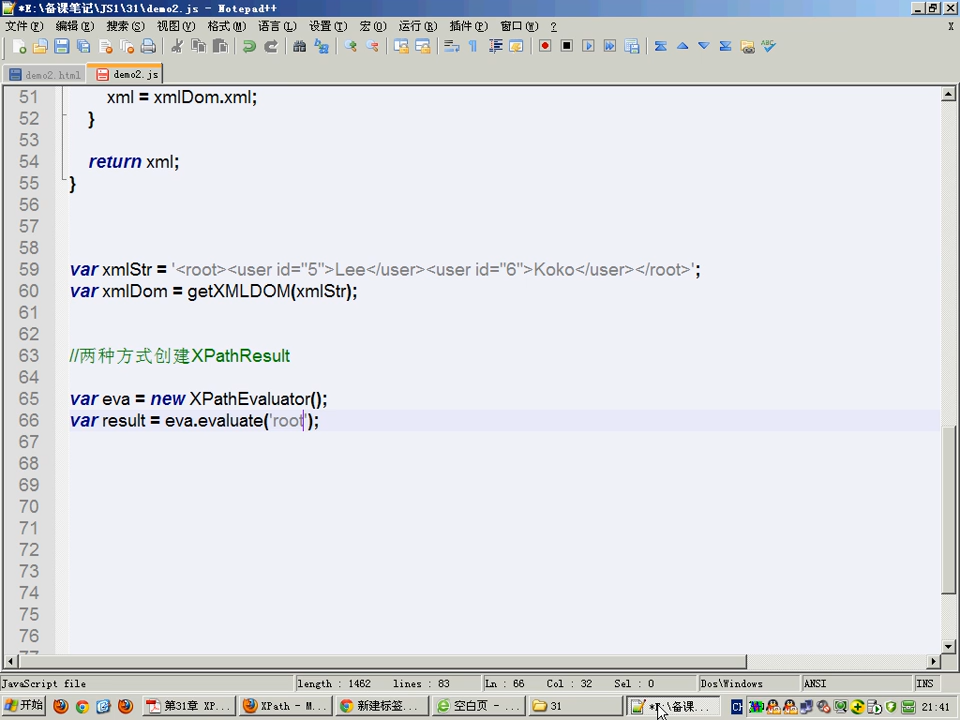 *E:\备课笔记\JS1\31\demo2.js - Notepad++
文件(F) 编辑(E) 搜索(S) 视图(V) 格式(M) 语言(L) 设置(T) 宏(O) 运行(R) 插件(P) 窗口(W) ? X
demo2.html demo2.js
51 xml = xmlDom.xml;
52 }
53
54 return xml;
55 }
56
57
58
59 var xmlStr = '<root><user id="5">Lee</user><user id="6">Koko</user></root>';
60 var xmlDom = getXMLDOM(xmlStr);
61
62
63 //两种方式创建XPathResult
64
65 var eva = new XPathEvaluator();
66 var result = eva.evaluate('root');
67
68
69
70
71
72
73
74
75
76
JavaScript file length : 1462 lines : 83 Ln : 66 Col : 32 Sel : 0 Dos\Windows ANSI INS
开始 第31章 XP... XPath - M... 新建标签... 空白页 - ... 31 *E:\备课... CH 21:41